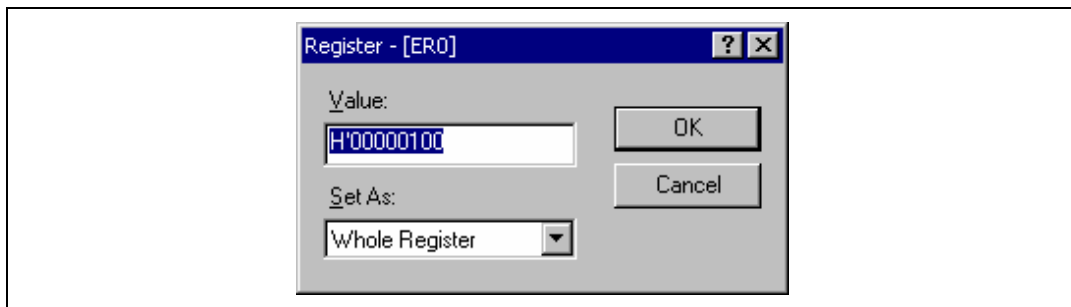 Register - [ER0]
Value:
H'00000100
OK
Set As:
Cancel
Whole Register